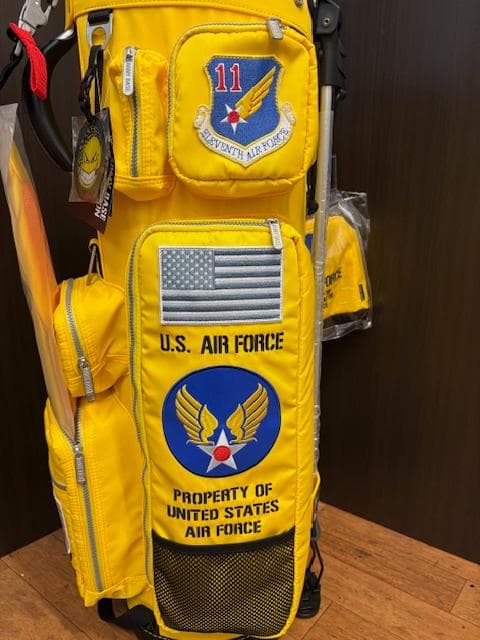 11
ELEVENTH AIR FORCE
U.S. AIR FORCE
PROPERTY OF
UNITED STATES
AIR FORCE